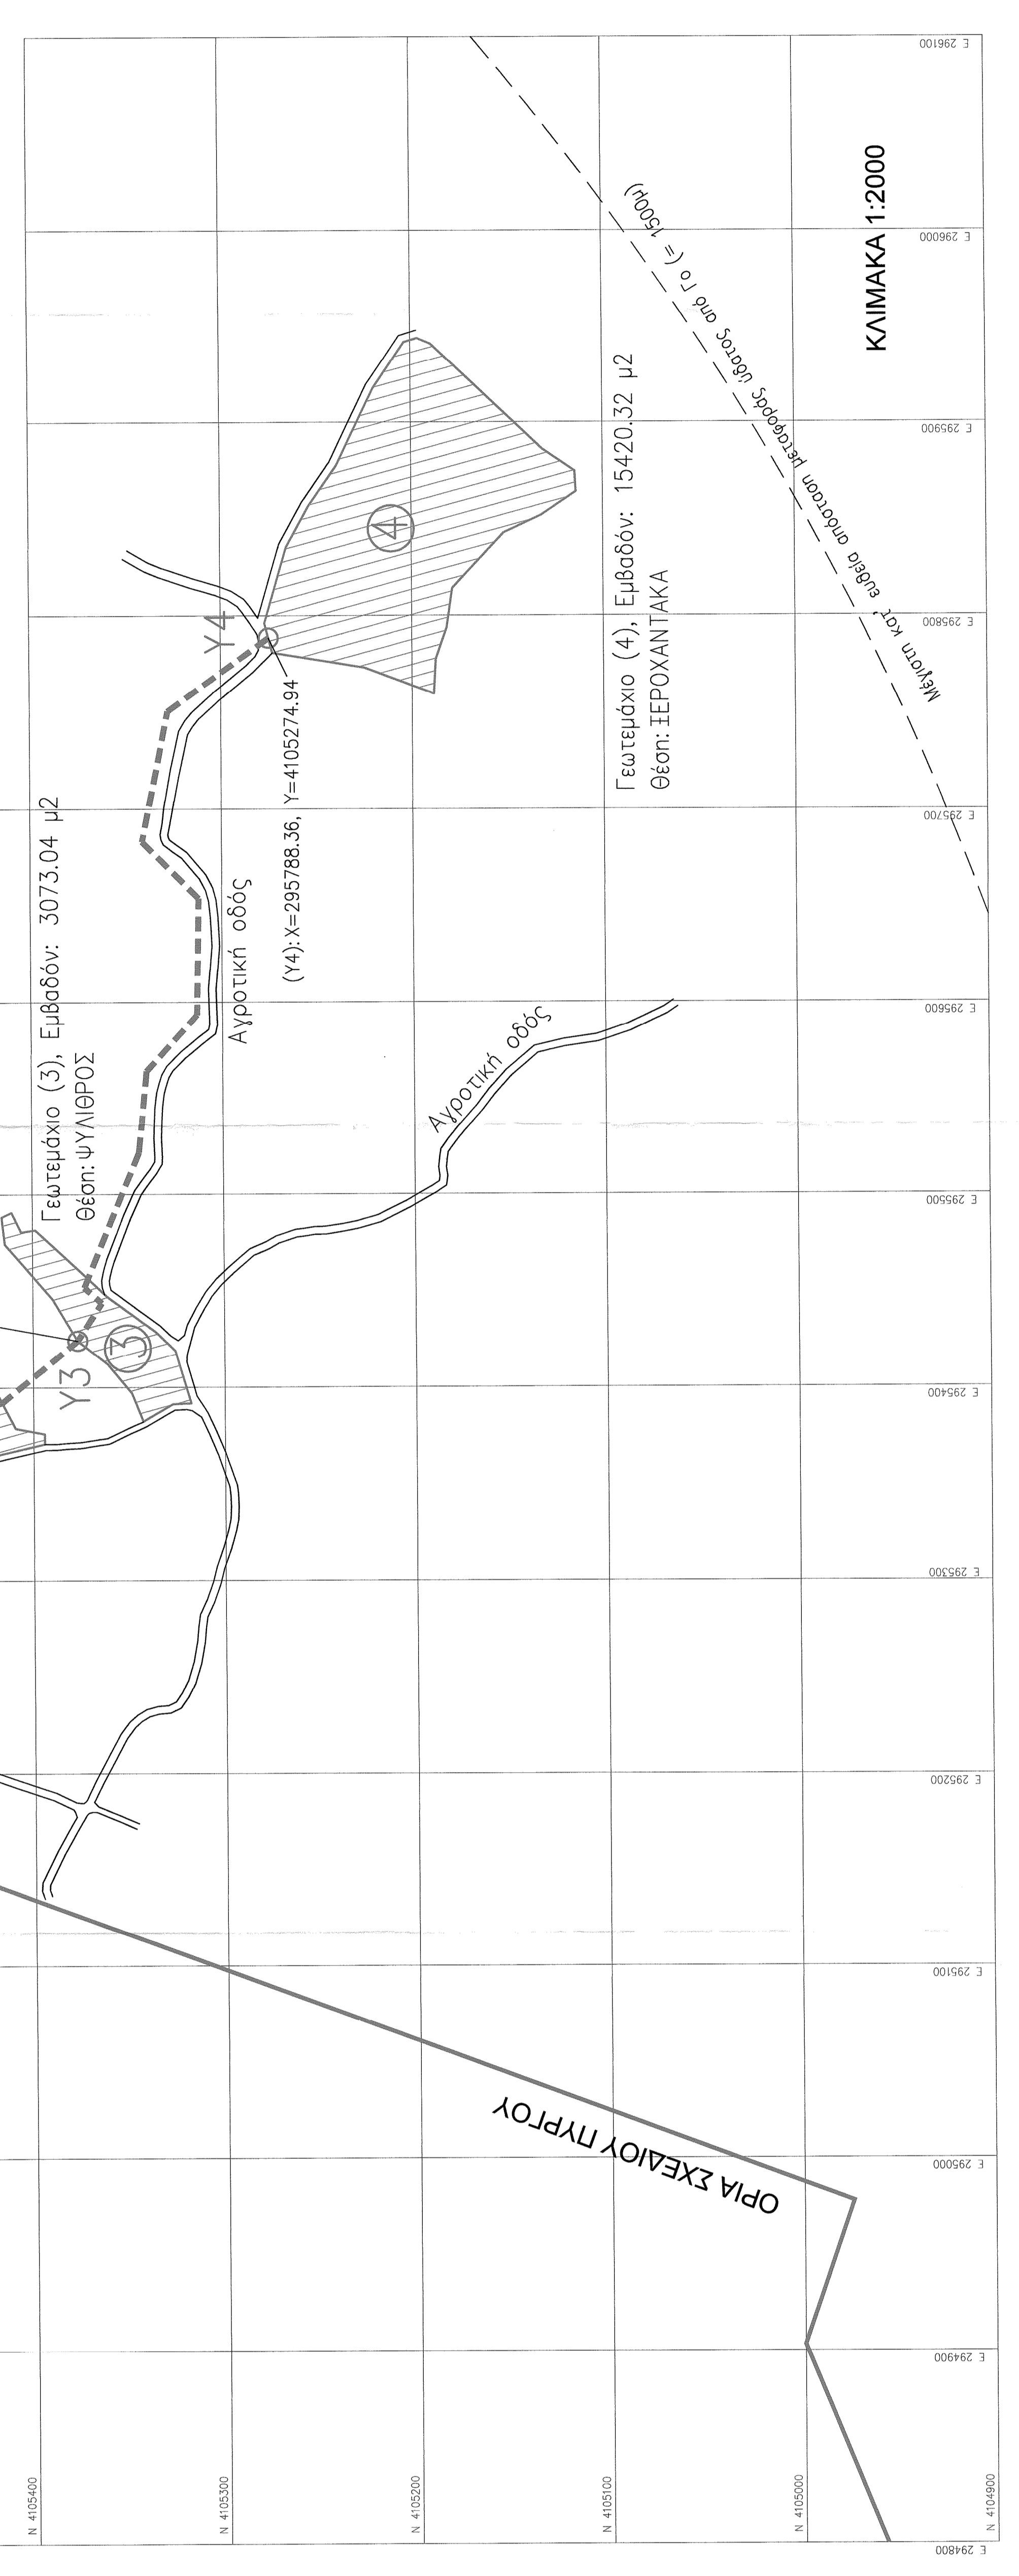 Γεωτεμάχιο (3), Εμβαδόν: 3073.04 μ2
Θέση: ΨΥΛΙΘΡΟΣ
Υ3
3
Υ4
4
(Υ4): Χ=295788.36, Υ=4105274.94
Αγροτική οδός
Αγροτική οδός
Γεωτεμάχιο (4), Εμβαδόν: 15420.32 μ2
Θέση: ΞΕΡΟΧΑΝΤΑΚΑ
Μέγιστη κατ' ευθεία απόσταση μεταφοράς ύδατος από Γο (= 1500μ)
ΚΛΙΜΑΚΑ 1:2000
ΟΡΙΑ ΣΧΕΔΙΟΥ ΠΥΡΓΟΥ
N 4105400
N 4105300
N 4105200
N 4105100
N 4105000
N 4104900
E 296100
E 296000
E 295900
E 295800
E 295700
E 295600
E 295500
E 295400
E 295300
E 295200
E 295100
E 295000
E 294900
E 294800